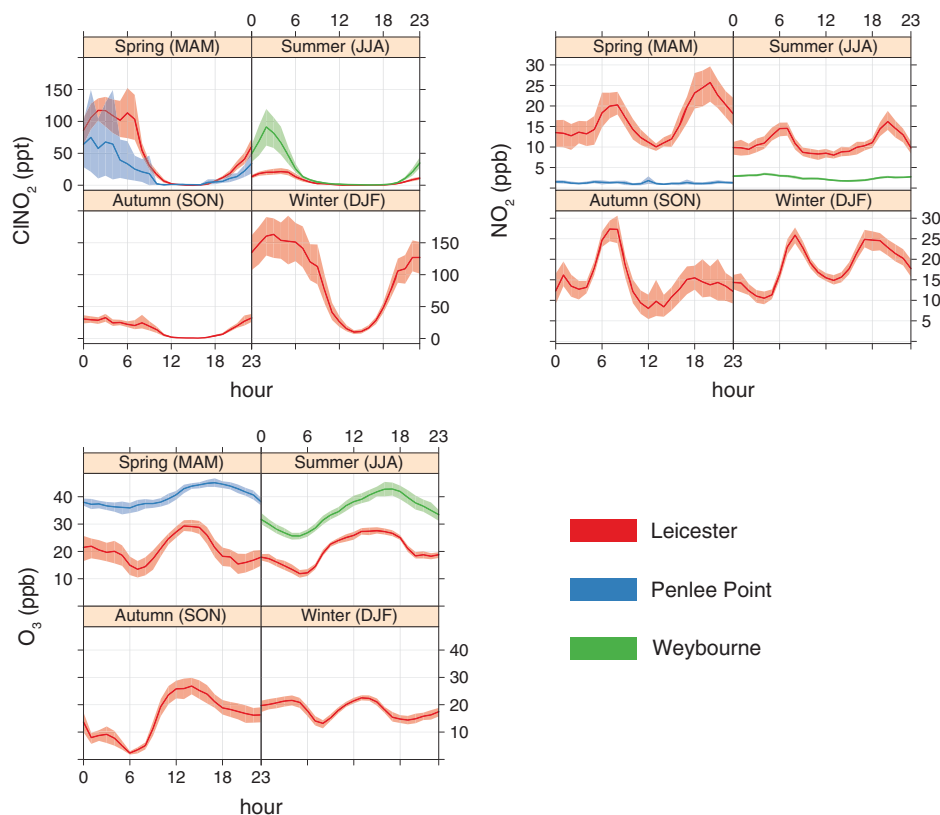 0 6 12 18 23
Spring (MAM) Summer (JJA)
150
100
50
0
Autumn (SON) Winter (DJF)
150
100
50
0
0 6 12 18 23
hour
ClNO2 (ppt)
0 6 12 18 23
Spring (MAM) Summer (JJA)
30
25
20
15
10
5
Autumn (SON) Winter (DJF)
30
25
20
15
10
5
0 6 12 18 23
hour
NO2 (ppb)
0 6 12 18 23
Spring (MAM) Summer (JJA)
40
30
20
10
Autumn (SON) Winter (DJF)
40
30
20
10
0 6 12 18 23
hour
O3 (ppb)
Leicester
Penlee Point
Weybourne